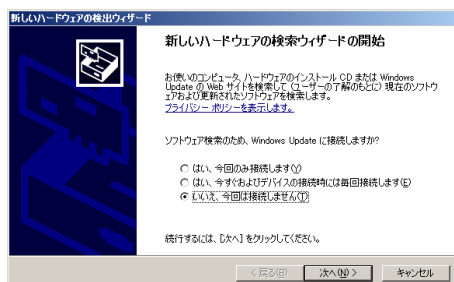 新しいハードウェアの検出ウィザード
新しいハードウェアの検索ウィザードの開始
お使いのコンピュータ、ハードウェアのインストール CD または Windows
Update の Web サイトを検索して (ユーザーの了解のもとに) 現在のソフトウ
ェアおよび更新されたソフトウェアを検索します。
プライバシー ポリシーを表示します。
ソフトウェア検索のため、Windows Update に接続しますか?
はい、今回のみ接続します(Y)
はい、今すぐおよびデバイスの接続時には毎回接続します(E)
いいえ、今回は接続しません(T)
続行するには、[次へ] をクリックしてください。
< 戻る(B) 次へ(N) > キャンセル